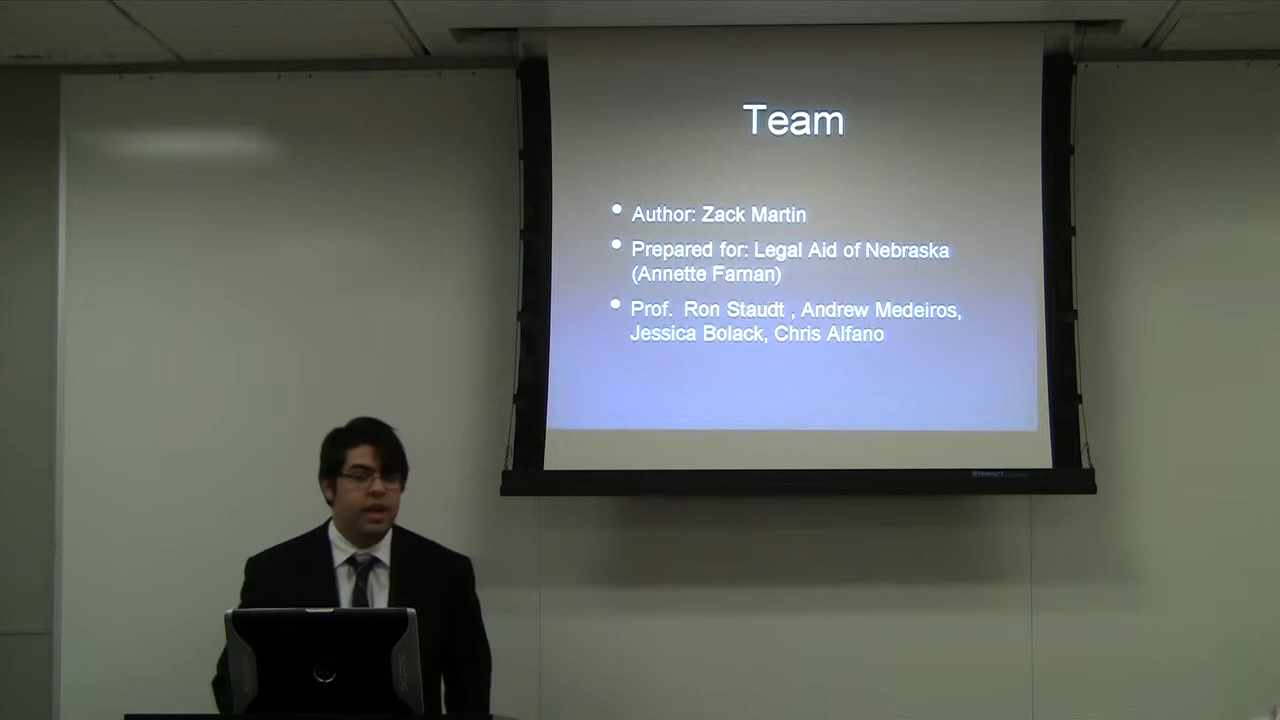 Team
• Author: Zack Martin
• Prepared for: Legal Aid of Nebraska
(Annette Farnan)
• Prof. Ron Staudt , Andrew Medeiros,
Jessica Bolack, Chris Alfano